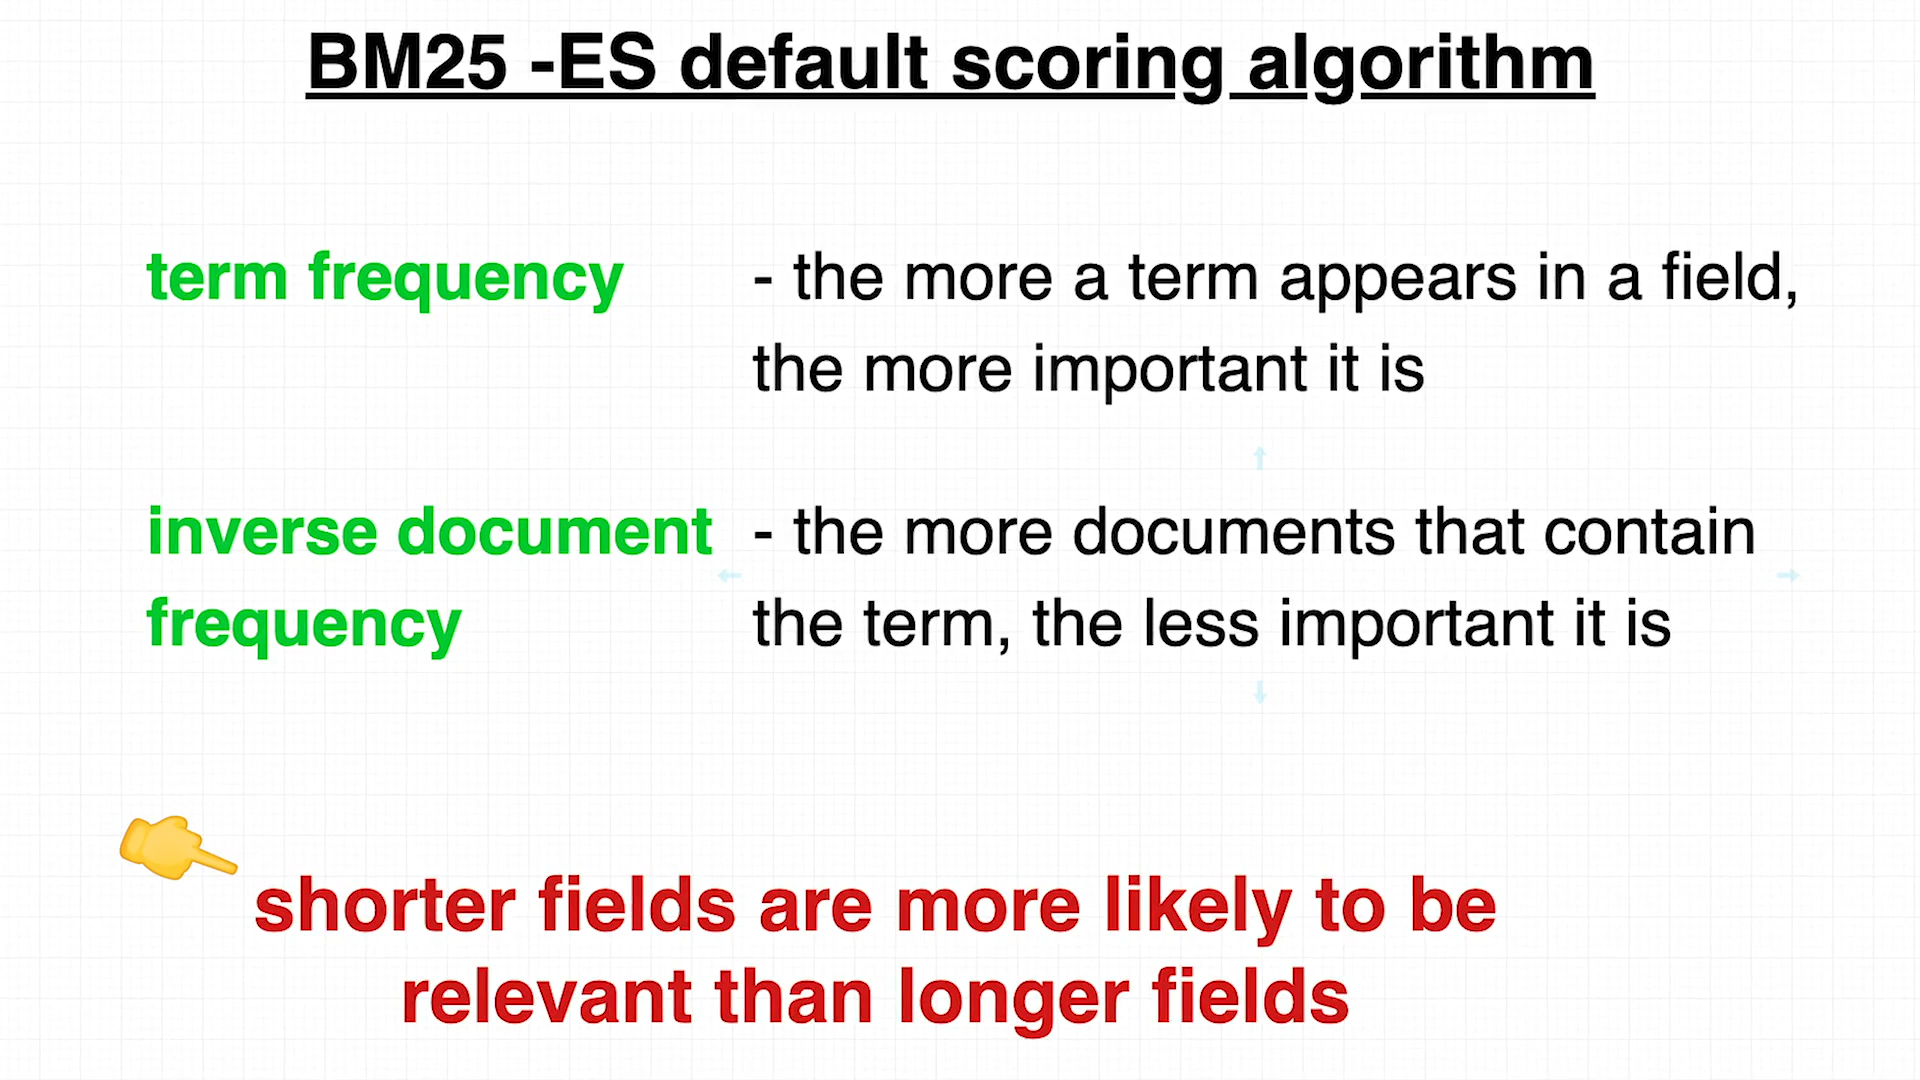 BM25 -ES default scoring algorithm
term frequency - the more a term appears in a field,
the more important it is
inverse document - the more documents that contain
frequency the term, the less important it is
shorter fields are more likely to be
relevant than longer fields